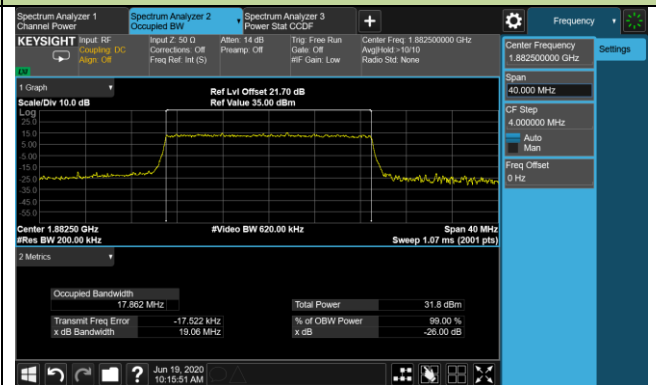 Spectrum Analyzer 1
Channel Power
Spectrum Analyzer 2
Occupied BW
Spectrum Analyzer 3
Power Stat CCDF
Frequency
KEYSIGHT
Input: RF
Coupling: DC
Align: Off
Input Z: 50 Ω
Corrections: Off
Freq Ref: Int (S)
Atten: 14 dB
Preamp: Off
Trig: Free Run
Gate: Off
#IF Gain: Low
Center Freq: 1.882500000 GHz
Avg|Hold:>10/10
Radio Std: None
Center Frequency
1.882500000 GHz
Settings
Span
40.000 MHz
CF Step
4.000000 MHz
Auto
Man
Freq Offset
0 Hz
1 Graph
Scale/Div 10.0 dB
Ref Lvl Offset 21.70 dB
Ref Value 35.00 dBm
Log
25.0
15.0
5.00
-5.00
-15.0
-25.0
-35.0
-45.0
-55.0
Center 1.88250 GHz
#Res BW 200.00 kHz
#Video BW 620.00 kHz
Span 40 MHz
Sweep 1.07 ms (2001 pts)
2 Metrics
Occupied Bandwidth
17.862 MHz
Total Power 31.8 dBm
Transmit Freq Error -17.522 kHz
% of OBW Power 99.00 %
x dB Bandwidth 19.06 MHz
x dB -26.00 dB
Jun 19, 2020
10:15:51 AM